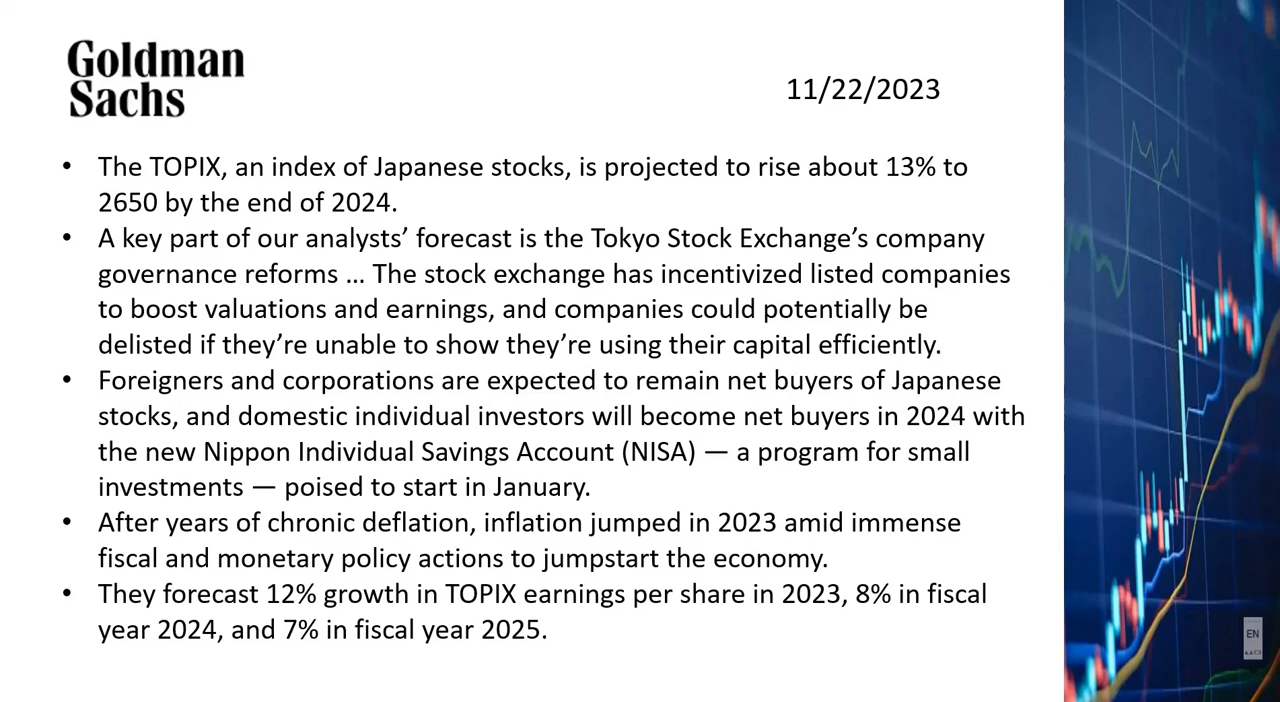 Goldman
Sachs
11/22/2023
• The TOPIX, an index of Japanese stocks, is projected to rise about 13% to
2650 by the end of 2024.
• A key part of our analysts’ forecast is the Tokyo Stock Exchange’s company
governance reforms … The stock exchange has incentivized listed companies
to boost valuations and earnings, and companies could potentially be
delisted if they’re unable to show they’re using their capital efficiently.
• Foreigners and corporations are expected to remain net buyers of Japanese
stocks, and domestic individual investors will become net buyers in 2024 with
the new Nippon Individual Savings Account (NISA) — a program for small
investments — poised to start in January.
• After years of chronic deflation, inflation jumped in 2023 amid immense
fiscal and monetary policy actions to jumpstart the economy.
• They forecast 12% growth in TOPIX earnings per share in 2023, 8% in fiscal
year 2024, and 7% in fiscal year 2025.
EN